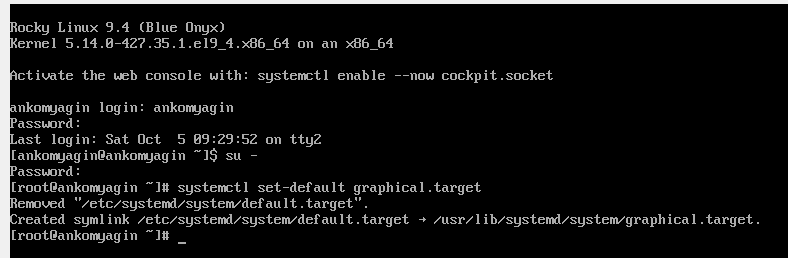 Rocky Linux 9.4 (Blue Onyx)
Kernel 5.14.0-427.35.1.el9_4.x86_64 on an x86_64
Activate the web console with: systemctl enable --now cockpit.socket
ankomyagin login: ankomyagin
Password:
Last login: Sat Oct  5 09:29:52 on tty2
[ankomyagin@ankomyagin ~]$ su -
Password:
[root@ankomyagin ~]# systemctl set-default graphical.target
Removed "/etc/systemd/system/default.target".
Created symlink /etc/systemd/system/default.target → /usr/lib/systemd/system/graphical.target.
[root@ankomyagin ~]# _